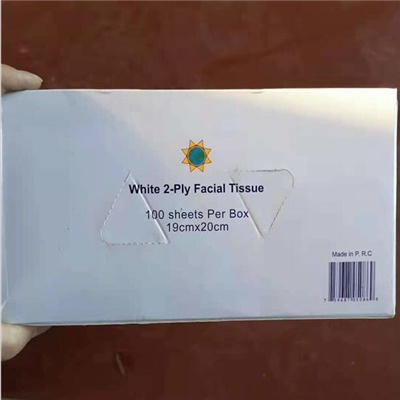 White 2-Ply Facial Tissue
100 sheets Per Box
19cmx20cm
Made in P. R.C